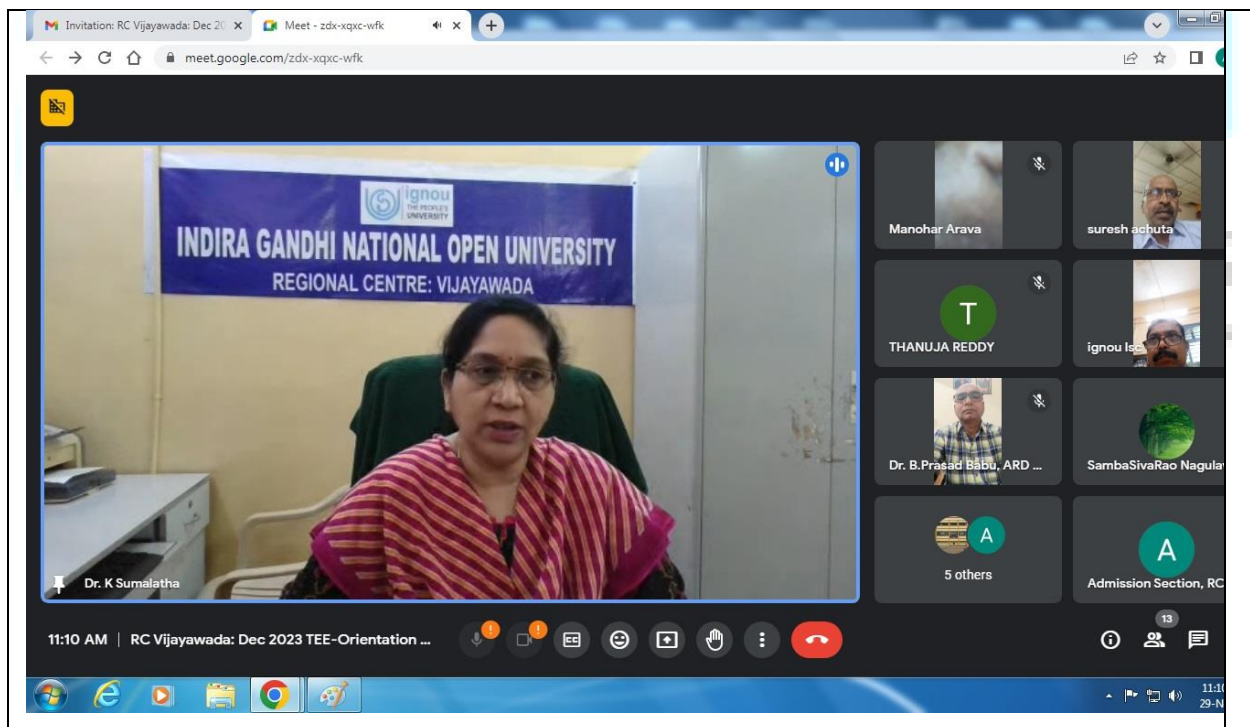 Invitation: RC Vijayawada: Dec 20
Meet - zdx-xqxc-wfk
meet.google.com/zdx-xqxc-wfk
ignou
THE PEOPLE'S
UNIVERSITY
INDIRA GANDHI NATIONAL OPEN UNIVERSITY
REGIONAL CENTRE: VIJAYAWADA
Dr. K Sumalatha
Manohar Arava
suresh achuta
T
THANUJA REDDY
ignou lsc
Dr. B.Prasad Babu, ARD ...
SambaSivaRao Nagula
A
5 others
A
Admission Section, RC
11:10 AM | RC Vijayawada: Dec 2023 TEE-Orientation ...
CC
13
11:10
29-N